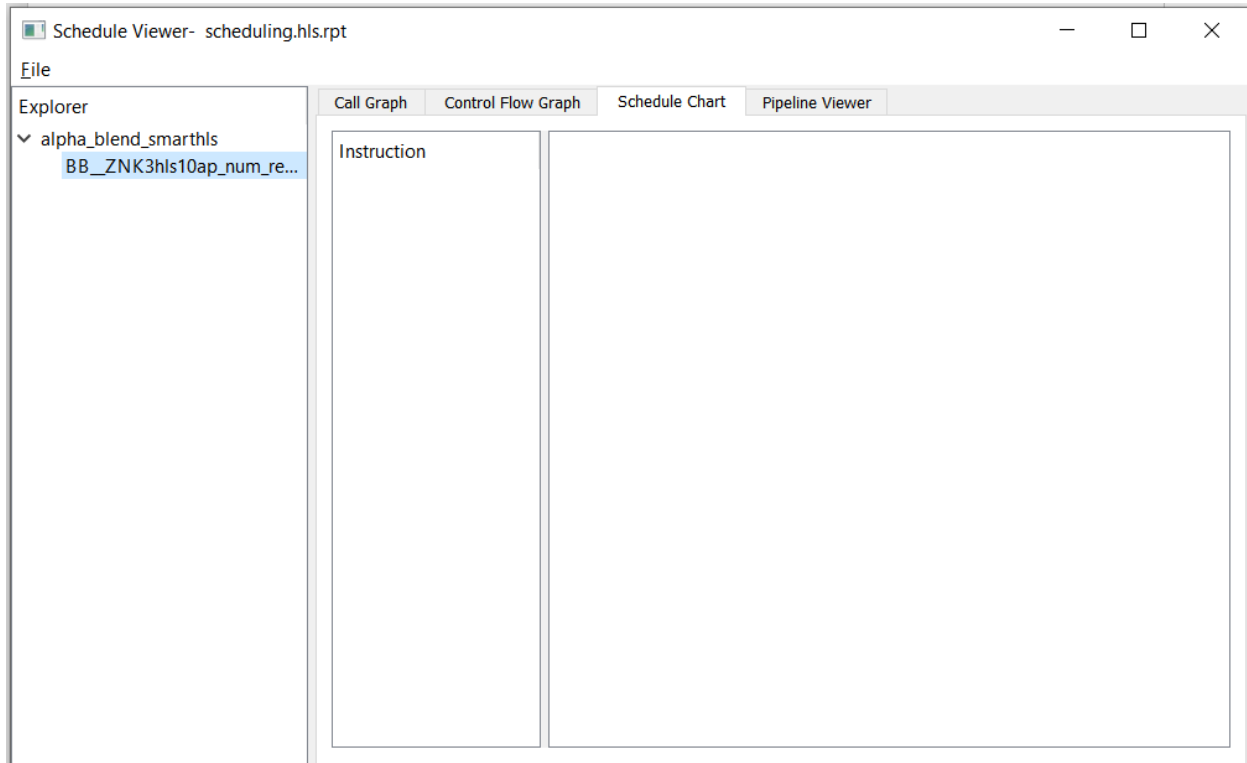 Schedule Viewer- scheduling.hls.rpt
File
Explorer
alpha_blend_smarthls
BB__ZNK3hls10ap_num_re...
Call Graph
Control Flow Graph
Schedule Chart
Pipeline Viewer
Instruction